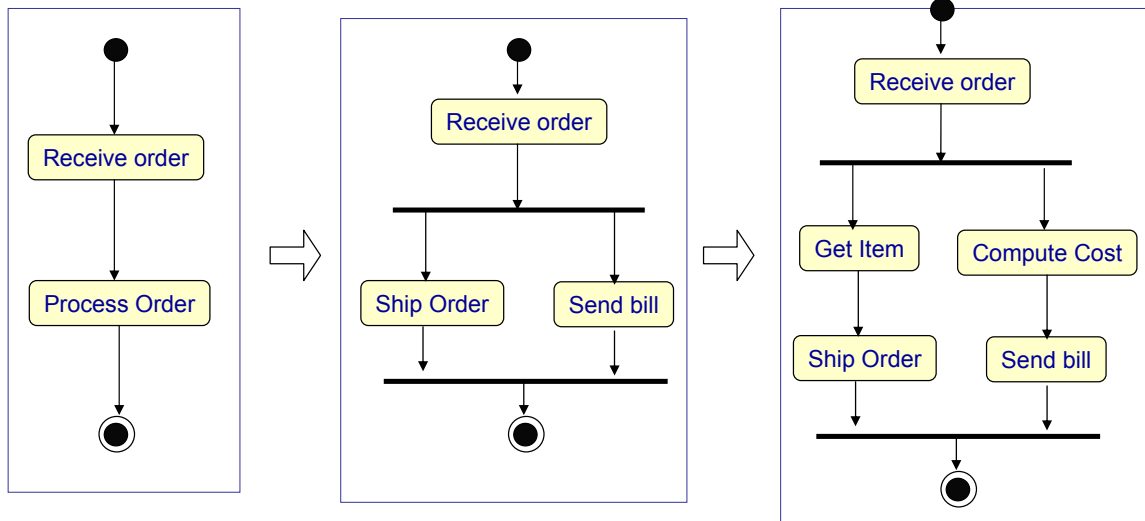 Receive order
Process Order
Receive order
Ship Order
Send bill
Receive order
Get Item
Compute Cost
Ship Order
Send bill